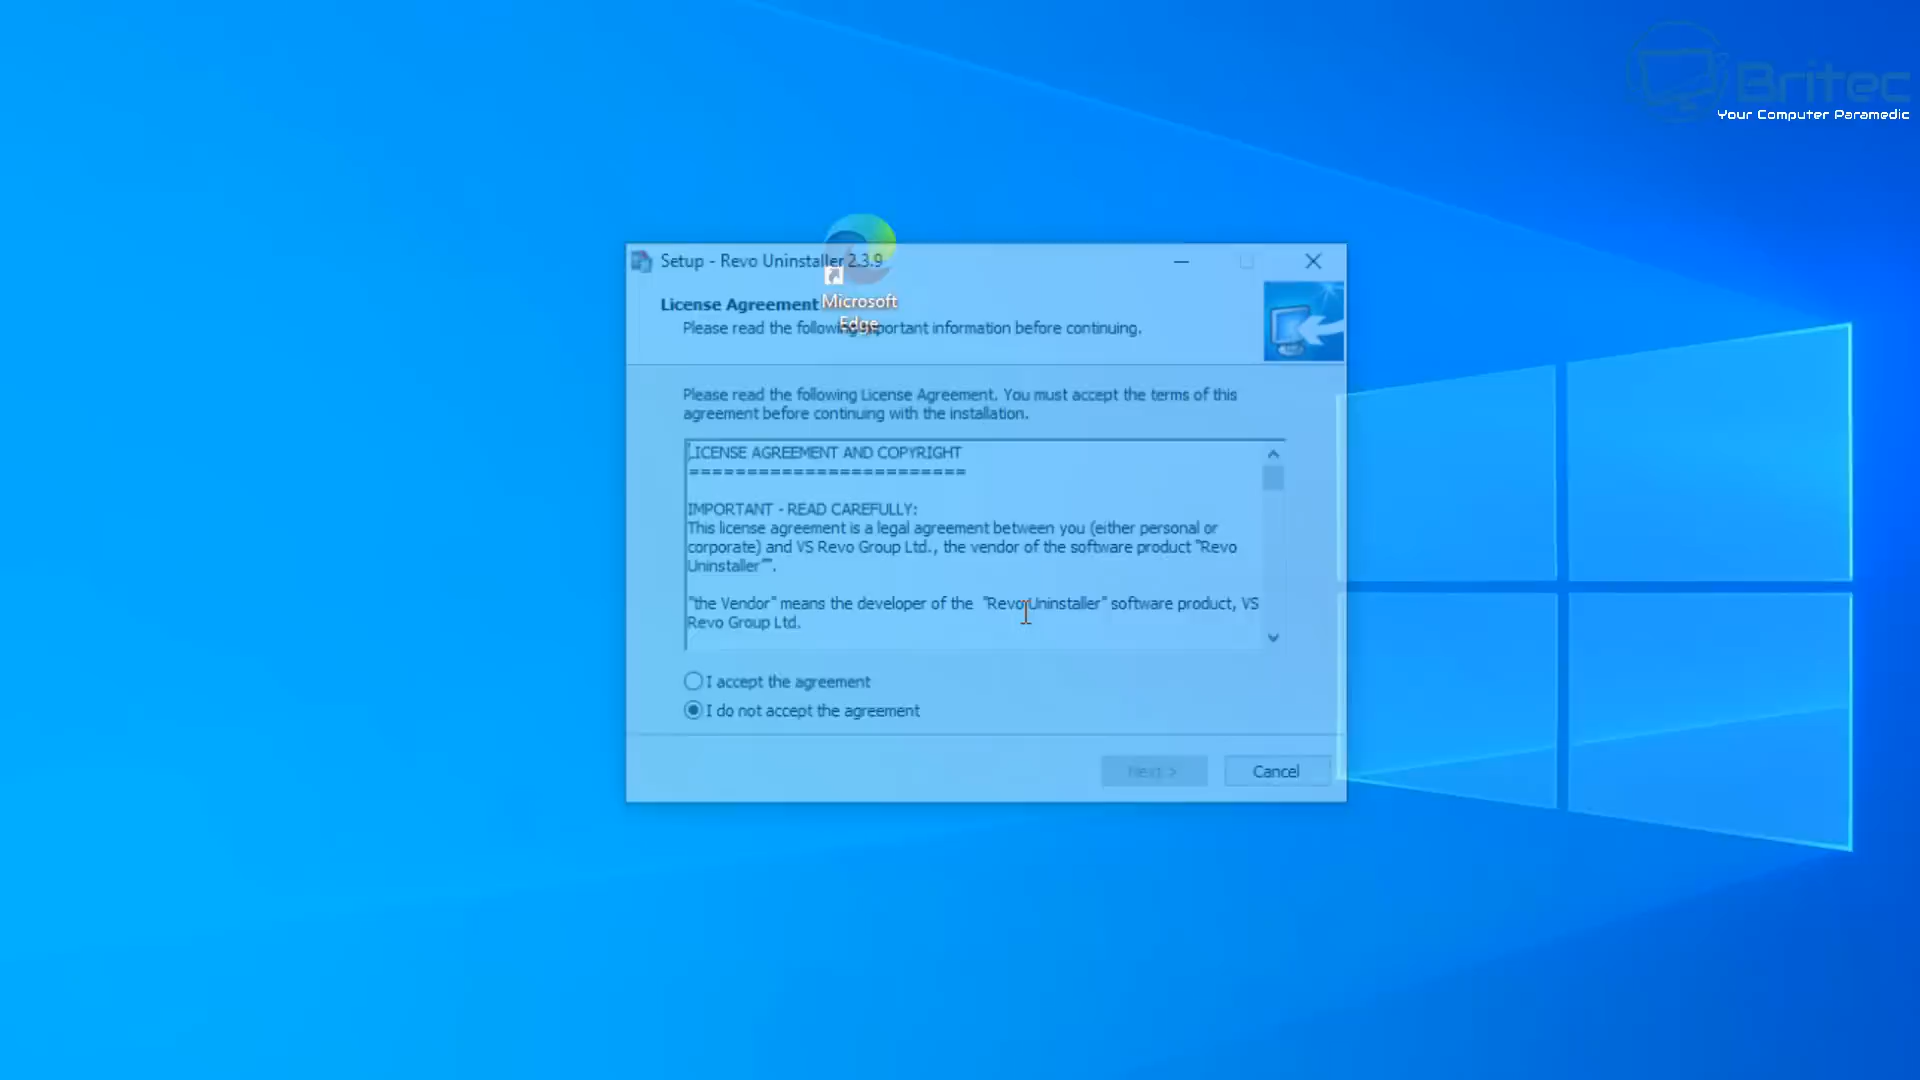 Britec
Your Computer Paramedic
Setup - Revo Uninstaller 2.3.9
License Agreement
Microsoft
Edge
Please read the following important information before continuing.
Please read the following License Agreement. You must accept the terms of this
agreement before continuing with the installation.
LICENSE AGREEMENT AND COPYRIGHT
========================
IMPORTANT - READ CAREFULLY:
This license agreement is a legal agreement between you (either personal or
corporate) and VS Revo Group Ltd., the vendor of the software product "Revo
Uninstaller"".
"the Vendor" means the developer of the "Revo Uninstaller" software product, VS
Revo Group Ltd.
I accept the agreement
I do not accept the agreement
Next >
Cancel